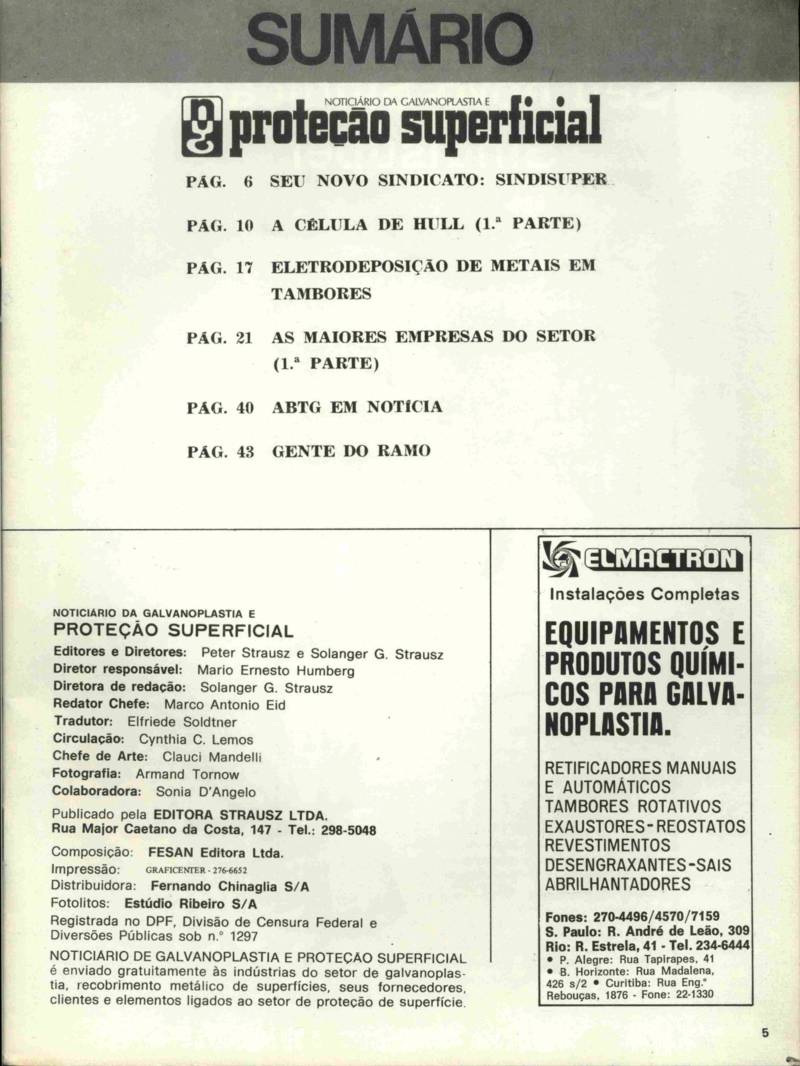 SUMÁRIO
NOTICIÁRIO DA GALVANOPLASTIA E
proteção superficial
PÁG. 6 SEU NOVO SINDICATO: SINDISUPER
PÁG. 10 A CÉLULA DE HULL (1.ª PARTE)
PÁG. 17 ELETRODEPOSIÇÃO DE METAIS EM
TAMBORES
PÁG. 21 AS MAIORES EMPRESAS DO SETOR
(1.ª PARTE)
PÁG. 40 ABTG EM NOTÍCIA
PÁG. 43 GENTE DO RAMO
NOTICIÁRIO DA GALVANOPLASTIA E
PROTEÇÃO SUPERFICIAL
Editores e Diretores: Peter Strausz e Solanger G. Strausz
Diretor responsável: Mario Ernesto Humberg
Diretora de redação: Solanger G. Strausz
Redator Chefe: Marco Antonio Eid
Tradutor: Elfriede Soldtner
Circulação: Cynthia C. Lemos
Chefe de Arte: Clauci Mandelli
Fotografia: Armand Tornow
Colaboradora: Sonia D'Angelo
Publicado pela EDITORA STRAUSZ LTDA.
Rua Major Caetano da Costa, 147 - Tel.: 298-5048
Composição: FESAN Editora Ltda.
Impressão: GRAFICENTER - 276-6652
Distribuidora: Fernando Chinaglia S/A
Fotolitos: Estúdio Ribeiro S/A
Registrada no DPF, Divisão de Censura Federal e
Diversões Públicas sob n.° 1297
NOTICIÁRIO DE GALVANOPLASTIA E PROTEÇÃO SUPERFICIAL
é enviado gratuitamente às indústrias do setor de galvanoplas-
tia, recobrimento metálico de superfícies, seus fornecedores,
clientes e elementos ligados ao setor de proteção de superfície.
ELMACTRON
Instalações Completas
EQUIPAMENTOS E
PRODUTOS QUÍMI-
COS PARA GALVA-
NOPLASTIA.
RETIFICADORES MANUAIS
E AUTOMÁTICOS
TAMBORES ROTATIVOS
EXAUSTORES-REOSTATOS
REVESTIMENTOS
DESENGRAXANTES-SAIS
ABRILHANTADORES
Fones: 270-4496/4570/7159
S. Paulo: R. André de Leão, 309
Rio: R. Estrela, 41 - Tel. 234-6444
• P. Alegre: Rua Tapirapes, 41
• B. Horizonte: Rua Madalena,
426 s/2 • Curitiba: Rua Eng.°
Rebouças, 1876 - Fone: 22-1330
5